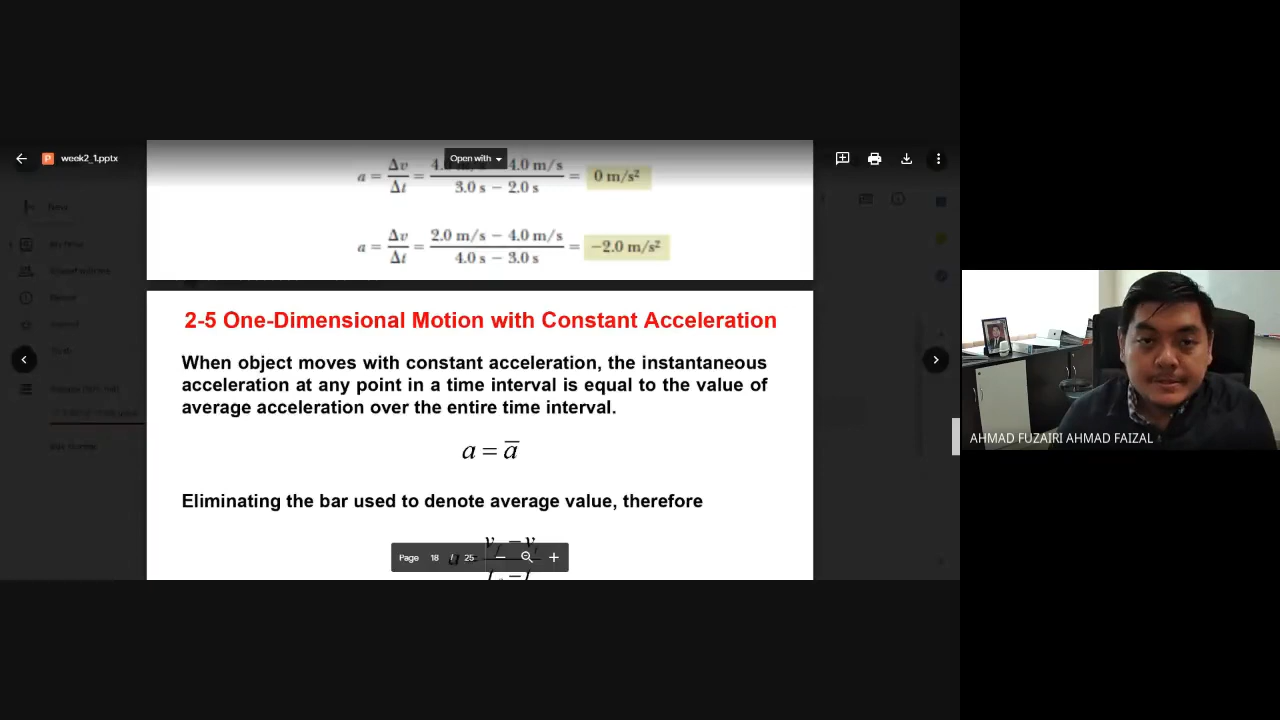 week2_1.pptx
Open with
a = Δv/Δt = 4.0 m/s / 3.0 s − 2.0 s = 0 m/s²
a = Δv/Δt = 2.0 m/s − 4.0 m/s / 4.0 s − 3.0 s = −2.0 m/s²
2-5 One-Dimensional Motion with Constant Acceleration
When object moves with constant acceleration, the instantaneous
acceleration at any point in a time interval is equal to the value of
average acceleration over the entire time interval.
a = a̅
Eliminating the bar used to denote average value, therefore
Page 18 / 25
AHMAD FUZAIRI AHMAD FAIZAL